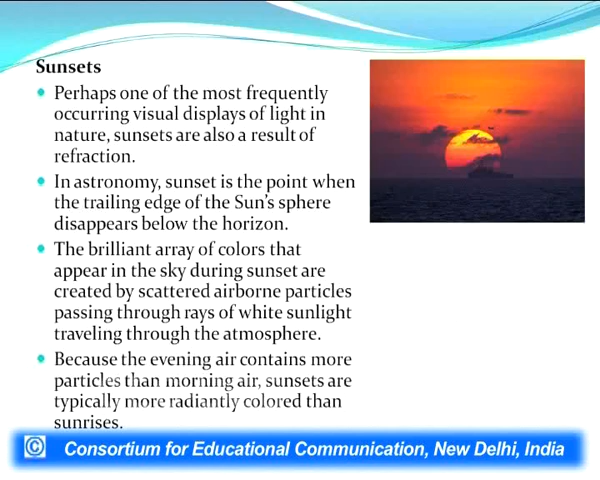 Sunsets
Perhaps one of the most frequently
occurring visual displays of light in
nature, sunsets are also a result of
refraction.
In astronomy, sunset is the point when
the trailing edge of the Sun's sphere
disappears below the horizon.
The brilliant array of colors that
appear in the sky during sunset are
created by scattered airborne particles
passing through rays of white sunlight
traveling through the atmosphere.
Because the evening air contains more
particles than morning air, sunsets are
typically more radiantly colored than
sunrises.
© Consortium for Educational Communication, New Delhi, India